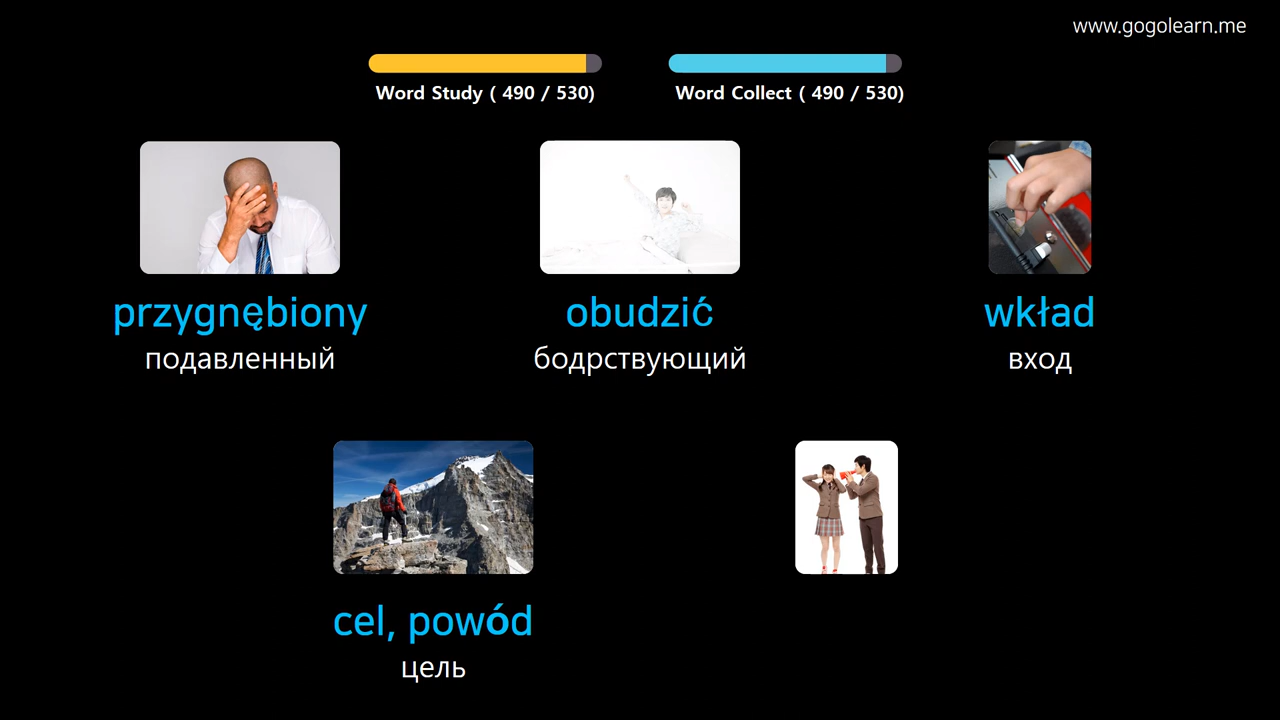 www.gogolearn.me
Word Study ( 490 / 530)
Word Collect ( 490 / 530)
przygnębiony
подавленный
obudzić
бодрствующий
wkład
вход
cel, powód
цель